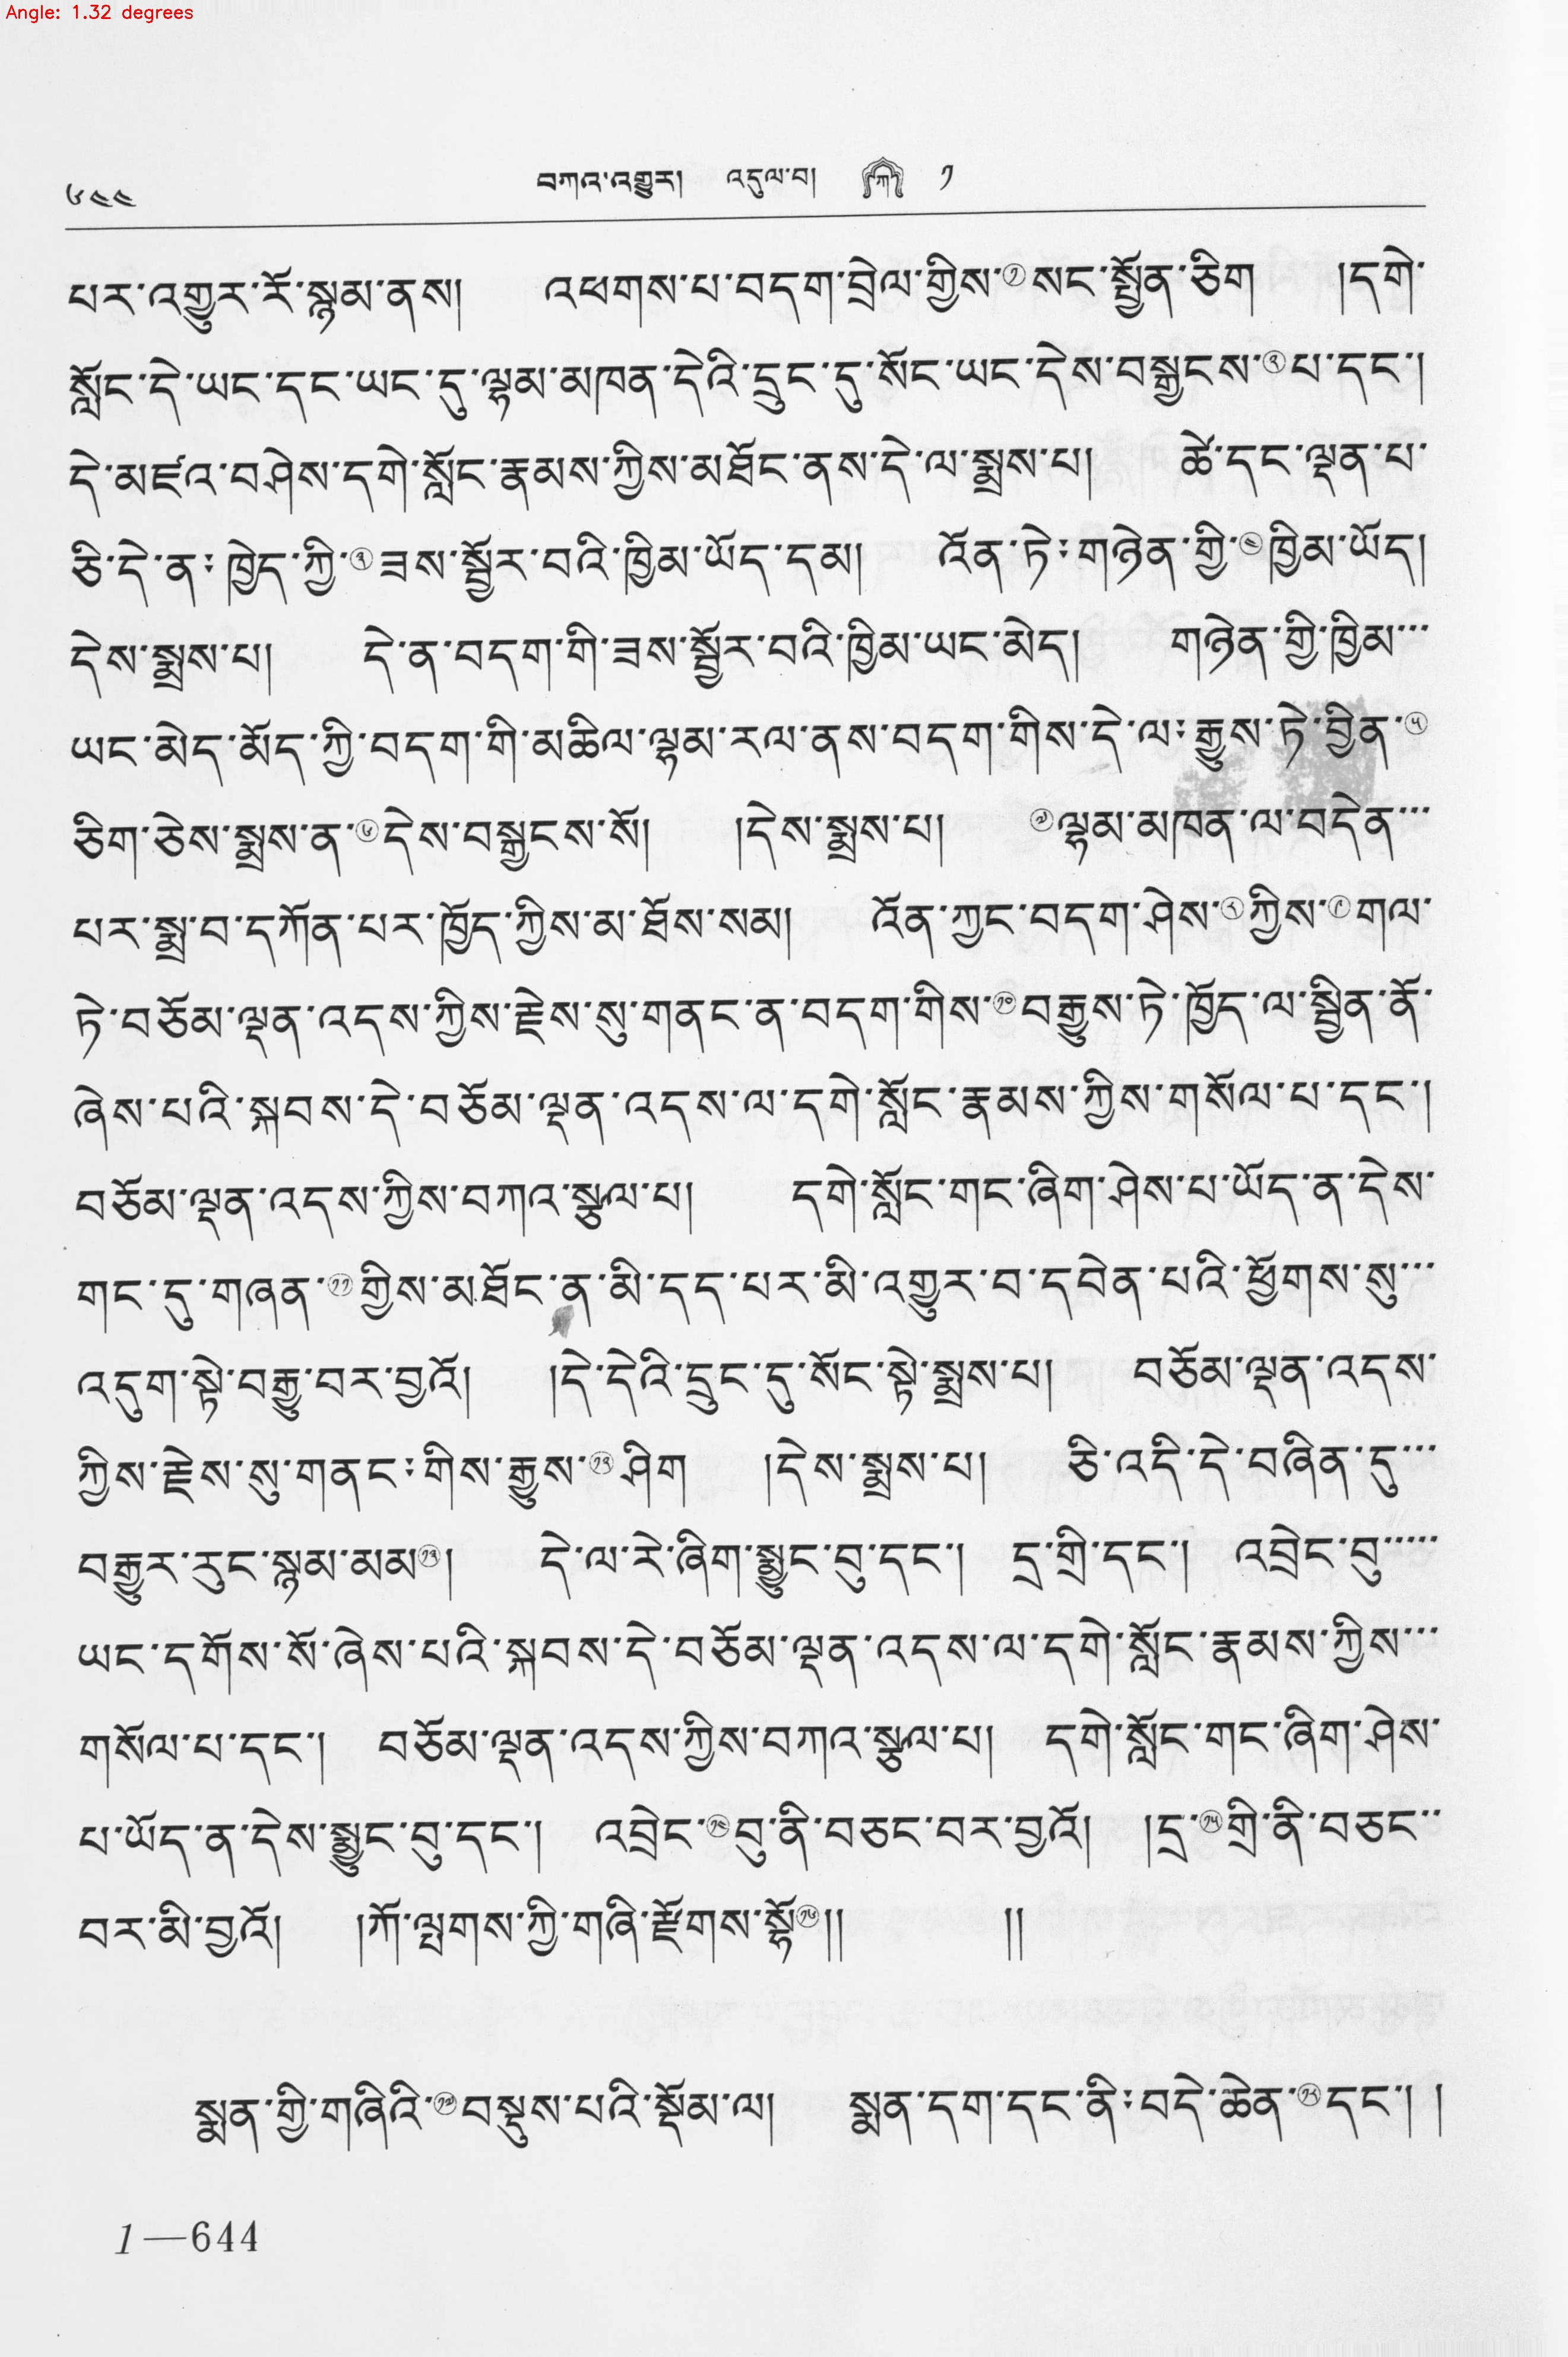 Angle: 1.32 degrees
༦༤༤ བཀའ་འགྱུར། འདུལ་བ། ཀ ༡
པར་འགྱུར་རོ་སྙམ་ནས། འཕགས་པ་བདག་བྲེལ་གྱིས་①སང་སྤྱོན་ཅིག །དགེ་
སློང་དེ་ཡང་དང་ཡང་དུ་ལྷམ་མཁན་དེའི་དྲུང་དུ་སོང་ཡང་དེས་བསྒྱངས་②པ་དང་།
དེ་མཛའ་བཤེས་དགེ་སློང་རྣམས་ཀྱིས་མཐོང་ནས་དེ་ལ་སྨྲས་པ། ཚེ་དང་ལྡན་པ་
ཅི་དེ་ན༌ཁྱེད་ཀྱི་③ཟས་སྦྱོར་བའི་ཁྱིམ་ཡོད་དམ། འོན་ཏེ༌གཉེན་གྱི་④ཁྱིམ་ཡོད།
དེས་སྨྲས་པ། དེ་ན་བདག་གི་ཟས་སྦྱོར་བའི་ཁྱིམ་ཡང་མེད། གཉེན་གྱི་ཁྱིམ་་་
ཡང་མེད་མོད་ཀྱི་བདག་གི་མཆིལ་ལྷམ་རལ་ནས་བདག་གིས་དེ་ལ༌རྒྱུས་ཏེ་བྱིན་⑤
ཅིག་ཅེས་སྨྲས་ན་⑥དེས་བསྒྱངས་སོ། །དེས་སྨྲས་པ། ⑦ལྷམ་མཁན་ལ་བདེན་་་
པར་སྨྲ་བ་དཀོན་པར་ཁྱོད་ཀྱིས་མ་ཐོས་སམ། འོན་ཀྱང་བདག་ཤེས་⑧ཀྱིས་⑨གལ་
ཏེ་བཅོམ་ལྡན་འདས་ཀྱིས་རྗེས་སུ་གནང་ན་བདག་གིས་⑩བརྒྱུས་ཏེ་ཁྱོད་ལ་སྦྱིན་ནོ་
ཞེས་པའི་སྐབས་དེ་བཅོམ་ལྡན་འདས་ལ་དགེ་སློང་རྣམས་ཀྱིས་གསོལ་པ་དང་།
བཅོམ་ལྡན་འདས་ཀྱིས་བཀའ་སྩལ་པ། དགེ་སློང་གང་ཞིག་ཤེས་པ་ཡོད་ན་དེས་
གང་དུ་གཞན་⑪གྱིས་མཐོང་ན་མི་དད་པར་མི་འགྱུར་བ་དབེན་པའི་ཕྱོགས་སུ་་་
འདུག་སྟེ་བརྒྱུ་བར་བྱའོ། །དེ་དེའི་དྲུང་དུ་སོང་སྟེ་སྨྲས་པ། བཅོམ་ལྡན་འདས་
ཀྱིས་རྗེས་སུ་གནང༌གིས་རྒྱུས་⑫ཤིག །དེས་སྨྲས་པ། ཅི་འདི་དེ་བཞིན་དུ་་་
བརྒྱུར་རུང་སྙམ་མམ⑬། དེ་ལ་རེ་ཞིག་སྨྱུང་བུ་དང་། དྲ་གྲི་དང་། འབྲེང་བུ་་་་་
ཡང་དགོས་སོ་ཞེས་པའི་སྐབས་དེ་བཅོམ་ལྡན་འདས་ལ་དགེ་སློང་རྣམས་ཀྱིས་་་
གསོལ་པ་དང་། བཅོམ་ལྡན་འདས་ཀྱིས་བཀའ་སྩལ་པ། དགེ་སློང་གང་ཞིག་ཤེས་
པ་ཡོད་ན་དེས་སྨྱུང་བུ་དང་། འབྲེང་⑭བུ་ནི་བཅང་བར་བྱའོ། །དྲ་⑮གྲི་ནི་བཅང་་
བར་མི་བྱའོ། །ཀོ་ལྤགས་ཀྱི་གཞི་རྫོགས་སྷོ⑯།། །།
སྨན་གྱི་གཞིའི་⑰བསྡུས་པའི་སྡོམ་ལ། སྨན་དག་དང་ནི༌བདེ་ཆེན་⑱དང་། །
1—644